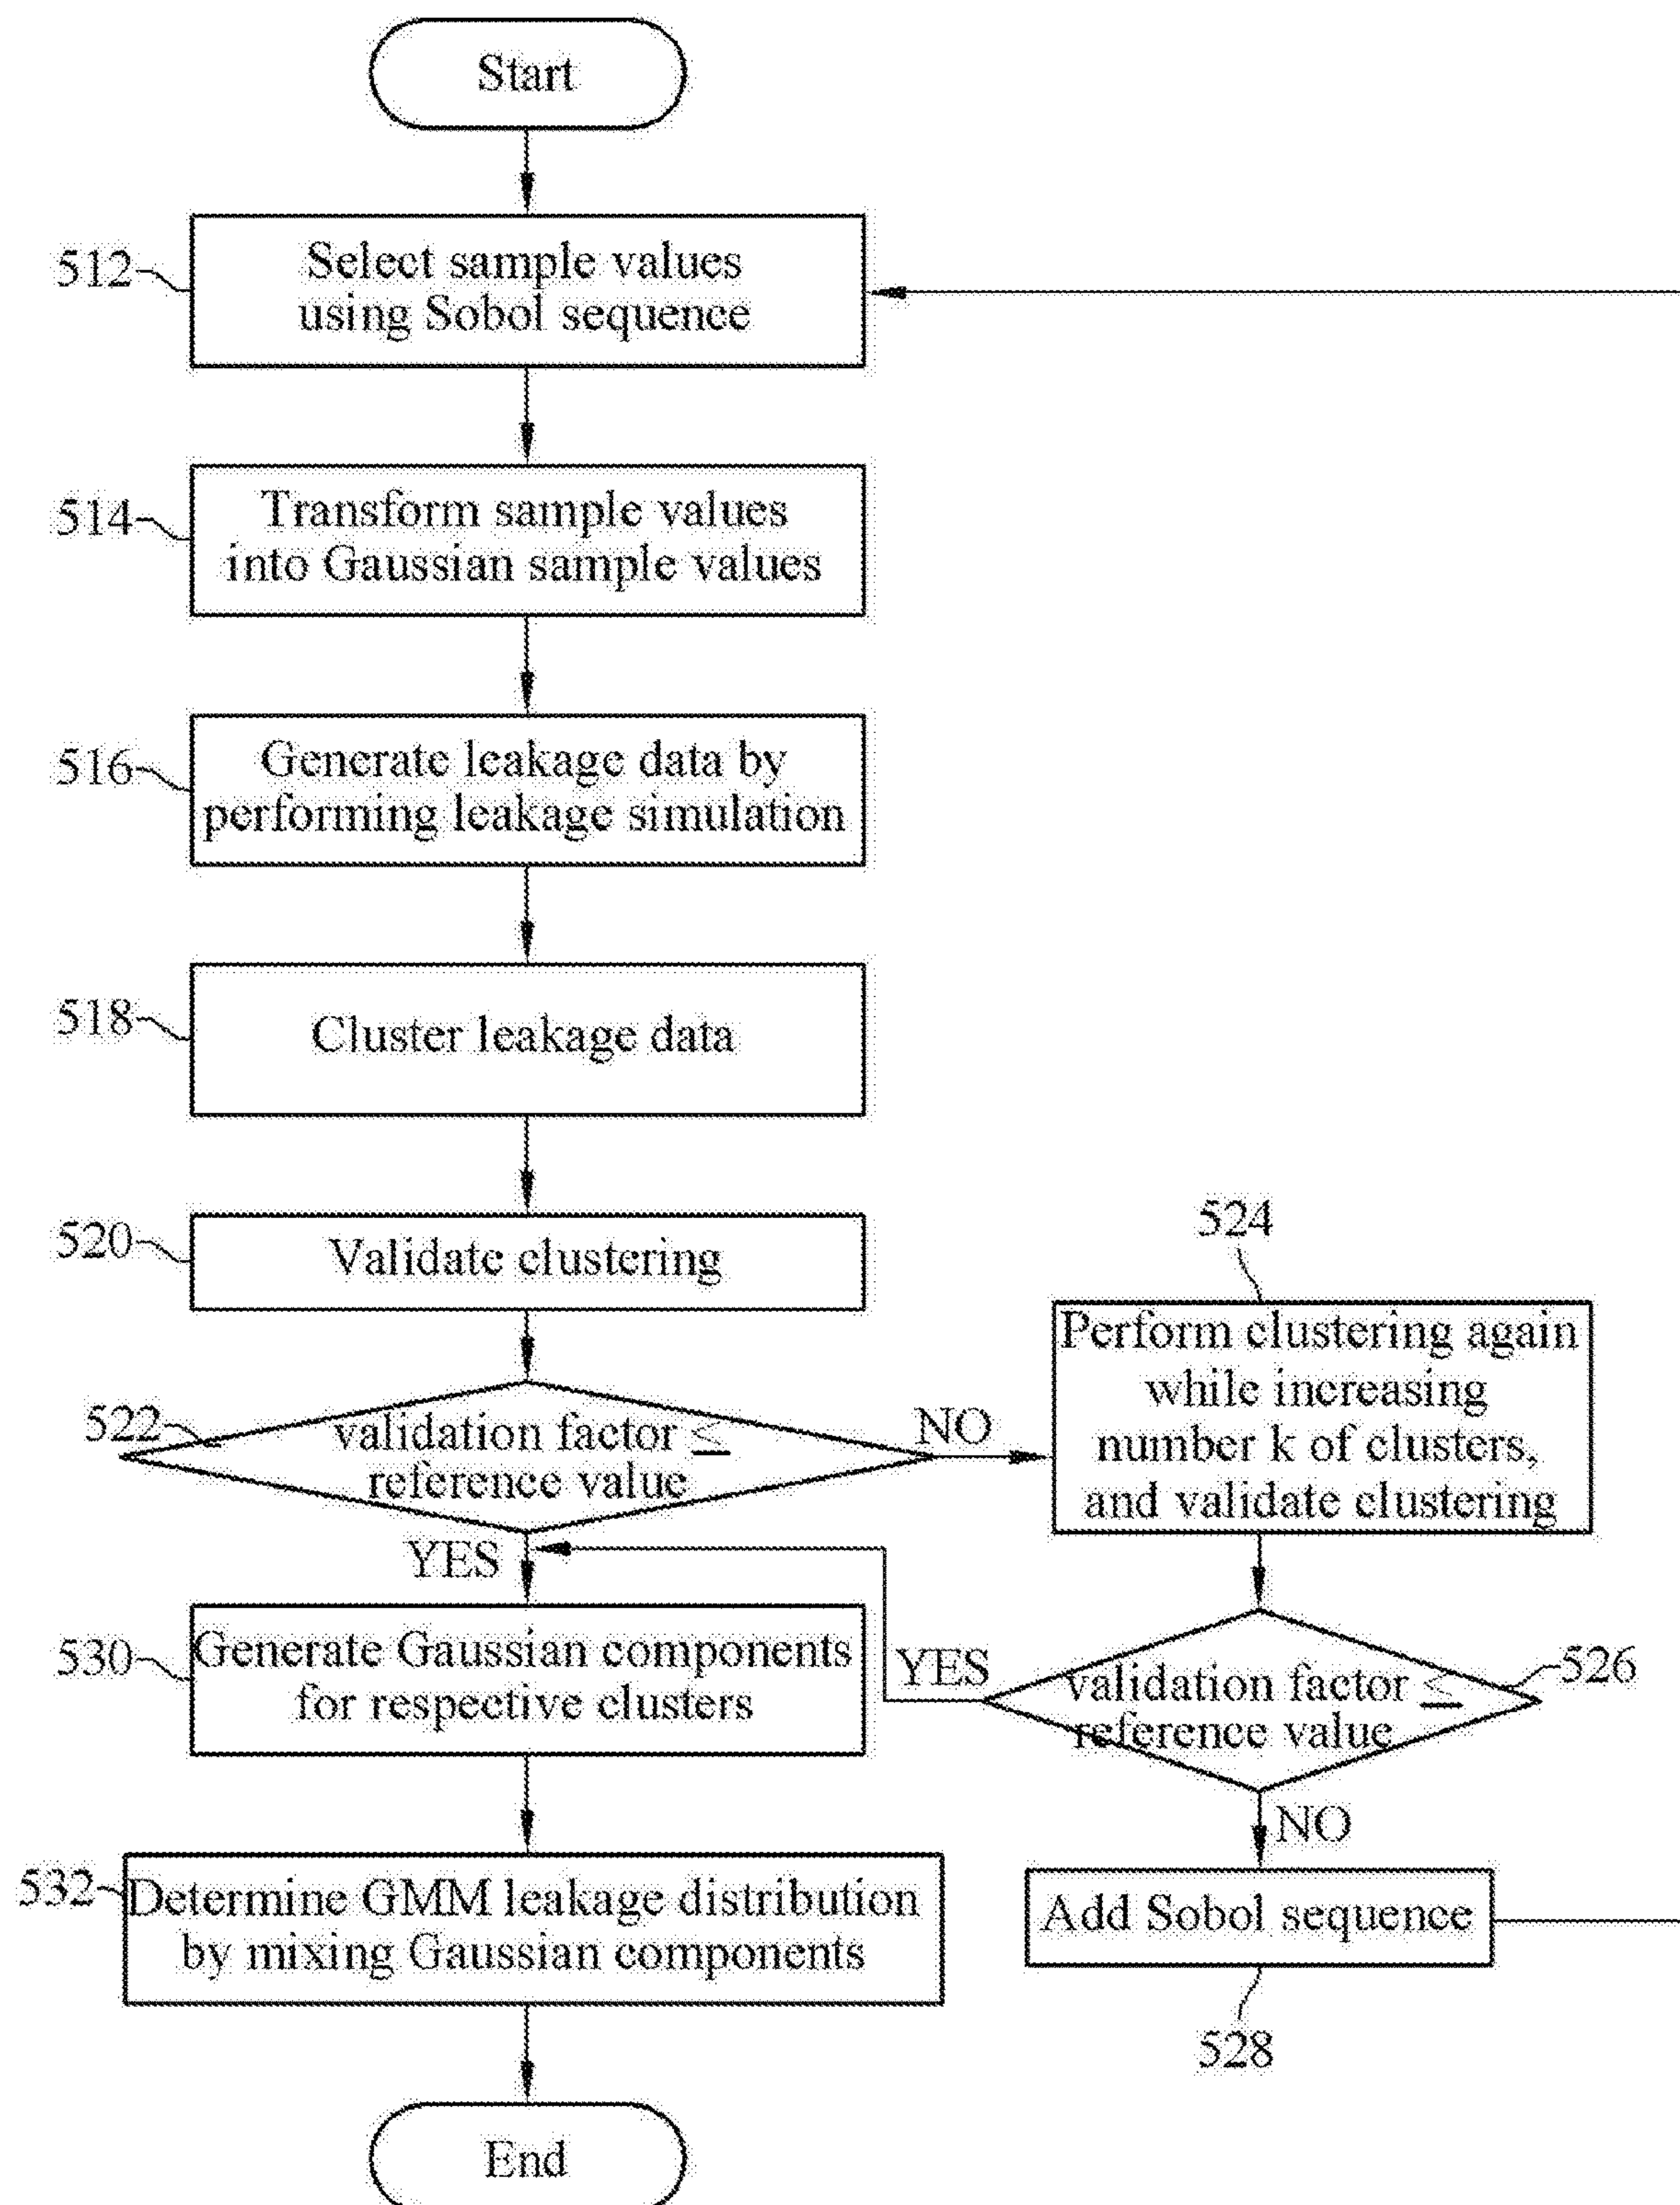 Start
512
Select sample values
using Sobol sequence
514
Transform sample values
into Gaussian sample values
516
Generate leakage data by
performing leakage simulation
518
Cluster leakage data
520
Validate clustering
524
Perform clustering again
while increasing
number k of clusters,
and validate clustering
522
validation factor ≤
reference value
NO
YES
530
Generate Gaussian components
for respective clusters
YES
validation factor ≤
reference value
526
NO
532
Determine GMM leakage distribution
by mixing Gaussian components
Add Sobol sequence
528
End